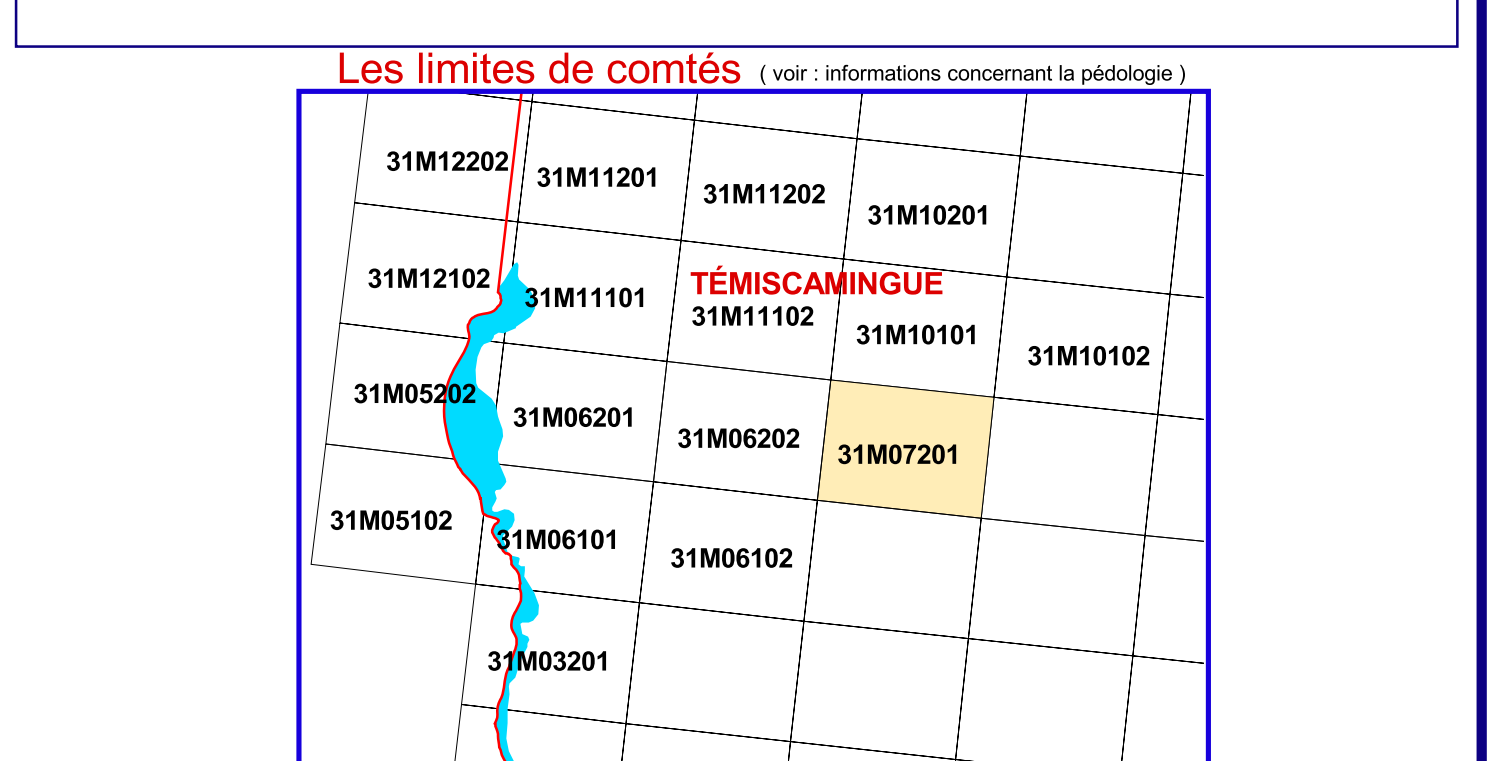 Les limites de comtés ( voir : informations concernant la pédologie )
31M12202
31M11201
31M11202
31M10201
31M12102
31M11101
TÉMISCAMINGUE
31M11102
31M10101
31M10102
31M05202
31M06201
31M06202
31M07201
31M05102
31M06101
31M06102
31M03201